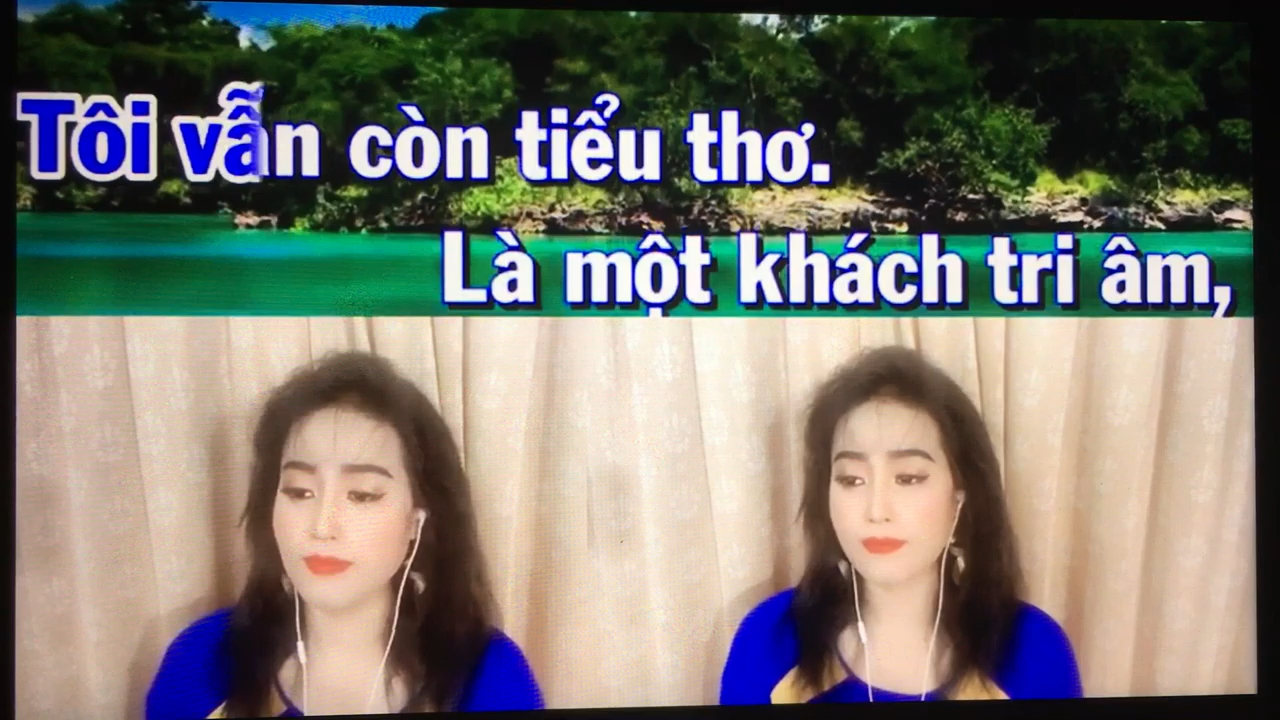 Tôi vẫn còn tiểu thơ.
Là một khách tri âm,